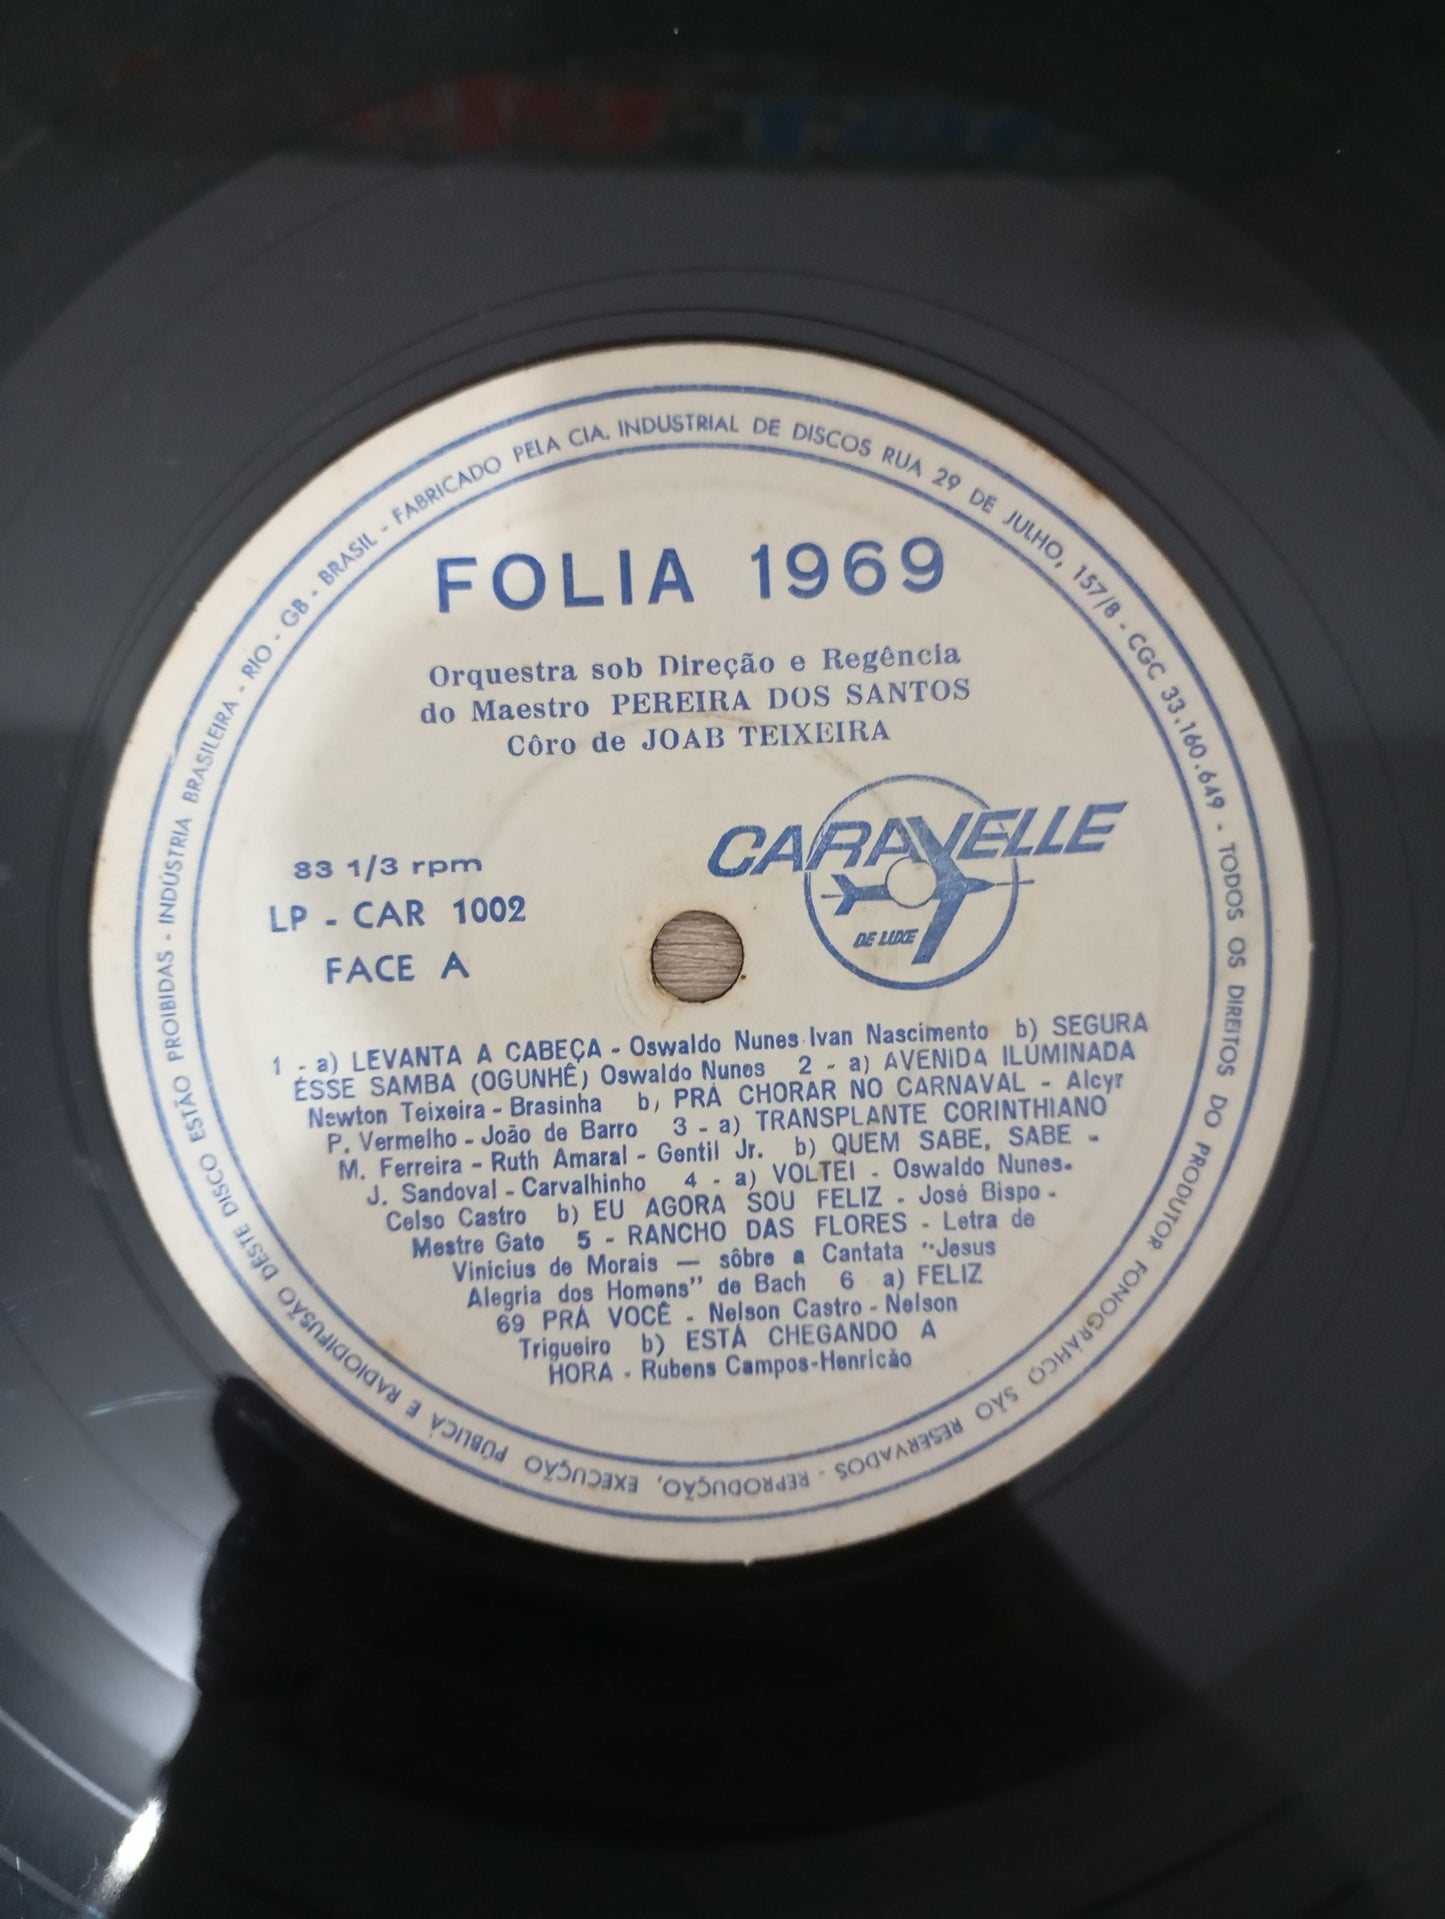 FABRICADO PELA CIA. INDUSTRIAL DE DISCOS RUA 29 DE JULHO, 157/8 - CGC 33.160.649 - TODOS OS DIREITOS DO PRODUTOR FONOGRAFICO SÃO RESERVADOS - REPRODUÇÃO, EXECUÇÃO PÚBLICA E RADIODIFUSÃO DÊSTE DISCO ESTÃO PROIBIDAS - INDÚSTRIA BRASILEIRA - RIO - GB - BRASIL -
FOLIA 1969
Orquestra sob Direção e Regência
do Maestro PEREIRA DOS SANTOS
Côro de JOAB TEIXEIRA
CARAVELLE
DE LUXE
33 1/3 rpm
LP - CAR 1002
FACE A
1 - a) LEVANTA A CABEÇA - Oswaldo Nunes-Ivan Nascimento b) SEGURA
ÉSSE SAMBA (OGUNHÊ) Oswaldo Nunes 2 - a) AVENIDA ILUMINADA
Newton Teixeira - Brasinha b) PRÁ CHORAR NO CARNAVAL - Alcyr
P. Vermelho - João de Barro 3 - a) TRANSPLANTE CORINTHIANO
M. Ferreira - Ruth Amaral - Gentil Jr. b) QUEM SABE, SABE -
J. Sandoval - Carvalhinho 4 - a) VOLTEI - Oswaldo Nunes-
Celso Castro b) EU AGORA SOU FELIZ - José Bispo -
Mestre Gato 5 - RANCHO DAS FLORES - Letra de
Vinicius de Morais — sôbre a Cantata "Jesus
Alegria dos Homens" de Bach 6 a) FELIZ
69 PRÁ VOCÊ - Nelson Castro - Nelson
Trigueiro b) ESTÁ CHEGANDO A
HORA - Rubens Campos-Henricão